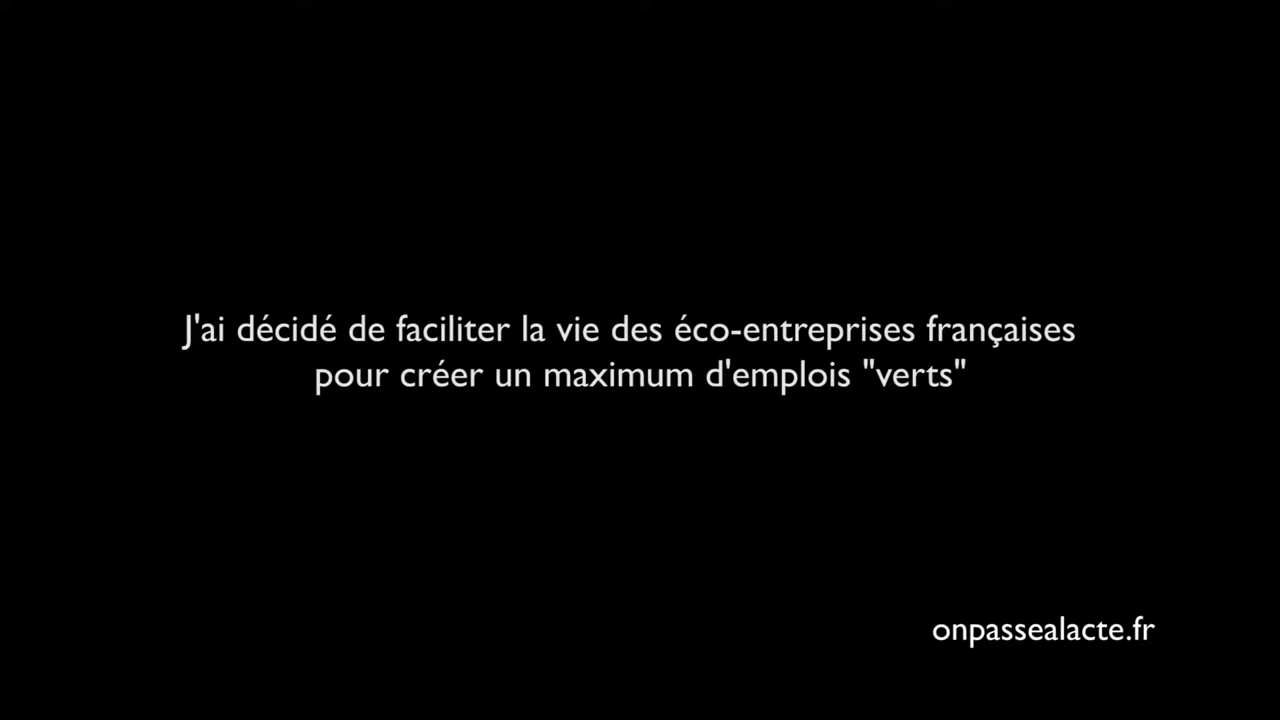 J'ai décidé de faciliter la vie des éco-entreprises françaises
pour créer un maximum d'emplois "verts"
onpassealacte.fr